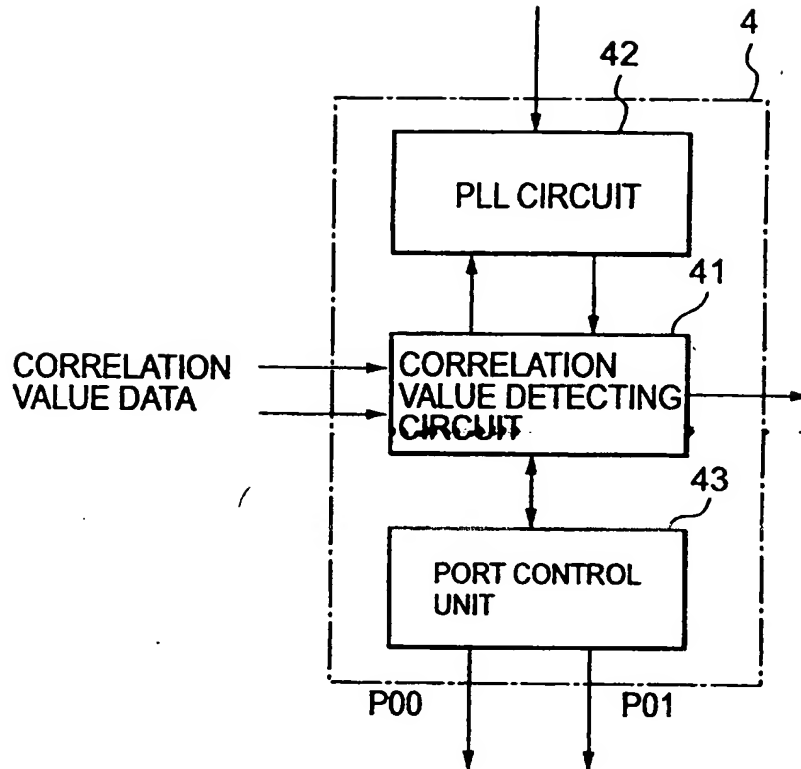 4
42
PLL CIRCUIT
41
CORRELATION
VALUE DATA
CORRELATION
VALUE DETECTING
CIRCUIT
43
PORT CONTROL
UNIT
P00
P01